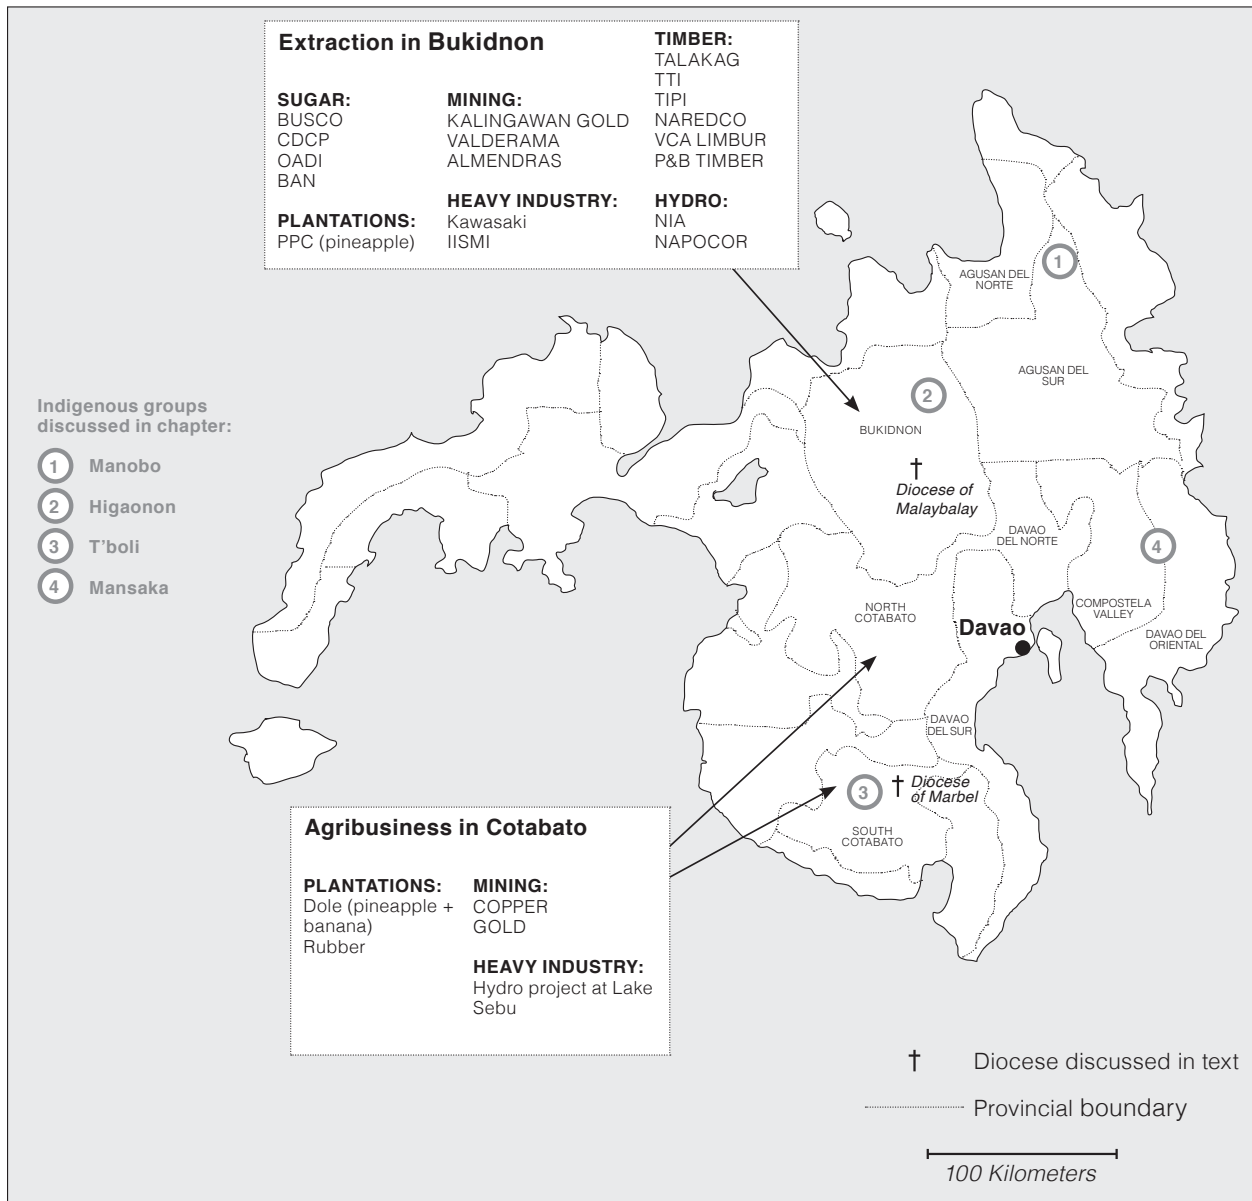 Extraction in Bukidnon
SUGAR:
BUSCO
CDCP
OADI
BAN
PLANTATIONS:
PPC (pineapple)
MINING:
KALINGAWAN GOLD
VALDERAMA
ALMENDRAS
HEAVY INDUSTRY:
Kawasaki
IISMI
TIMBER:
TALAKAG
TTI
TIPI
NAREDCO
VCA LIMBUR
P&B TIMBER
HYDRO:
NIA
NAPOCOR
Indigenous groups
discussed in chapter:
1 Manobo
2 Higaonon
3 T’boli
4 Mansaka
AGUSAN DEL
NORTE
1
AGUSAN DEL
SUR
2
BUKIDNON
†
Diocese of
Malaybalay
DAVAO
DEL NORTE
4
COMPOSTELA
VALLEY
DAVAO DEL
ORIENTAL
NORTH
COTABATO
Davao
DAVAO
DEL SUR
3
† Diocese
of Marbel
SOUTH
COTABATO
Agribusiness in Cotabato
PLANTATIONS:
Dole (pineapple +
banana)
Rubber
MINING:
COPPER
GOLD
HEAVY INDUSTRY:
Hydro project at Lake
Sebu
† Diocese discussed in text
Provincial boundary
100 Kilometers